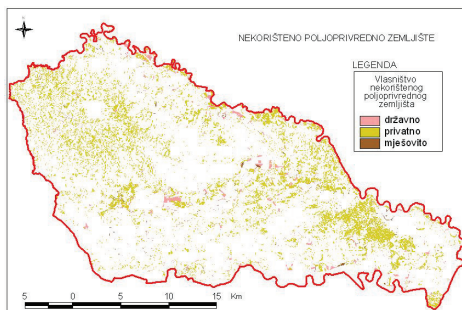 NEKORIŠTENO POLJOPRIVREDNO ZEMLJIŠTE
LEGENDA
Vlasništvo
nekorištenog
poljoprivrednog
zemljišta
državno
privatno
mješovito
5 0 5 10 15 Km